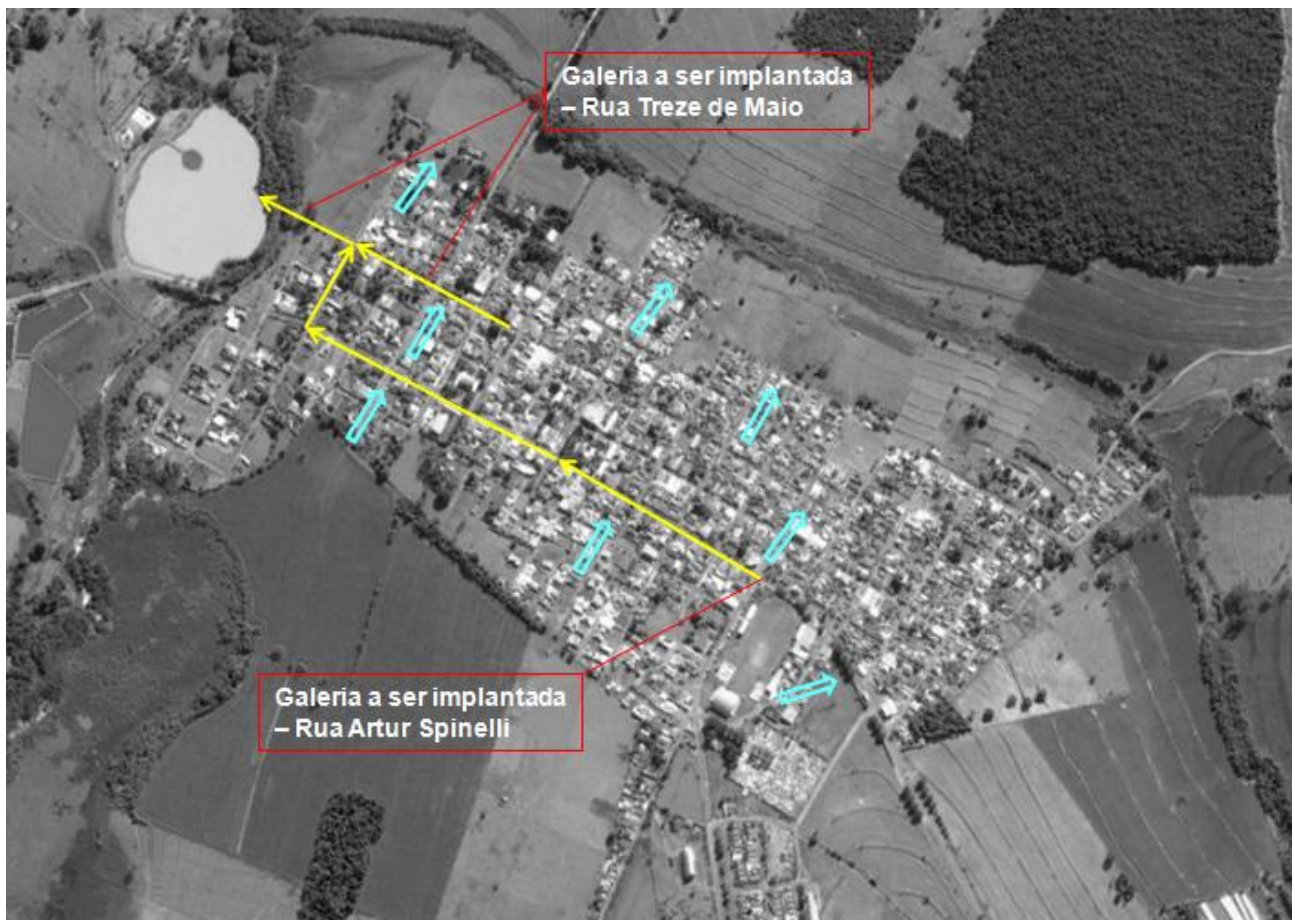 Galeria a ser implantada
– Rua Treze de Maio
Galeria a ser implantada
– Rua Artur Spinelli